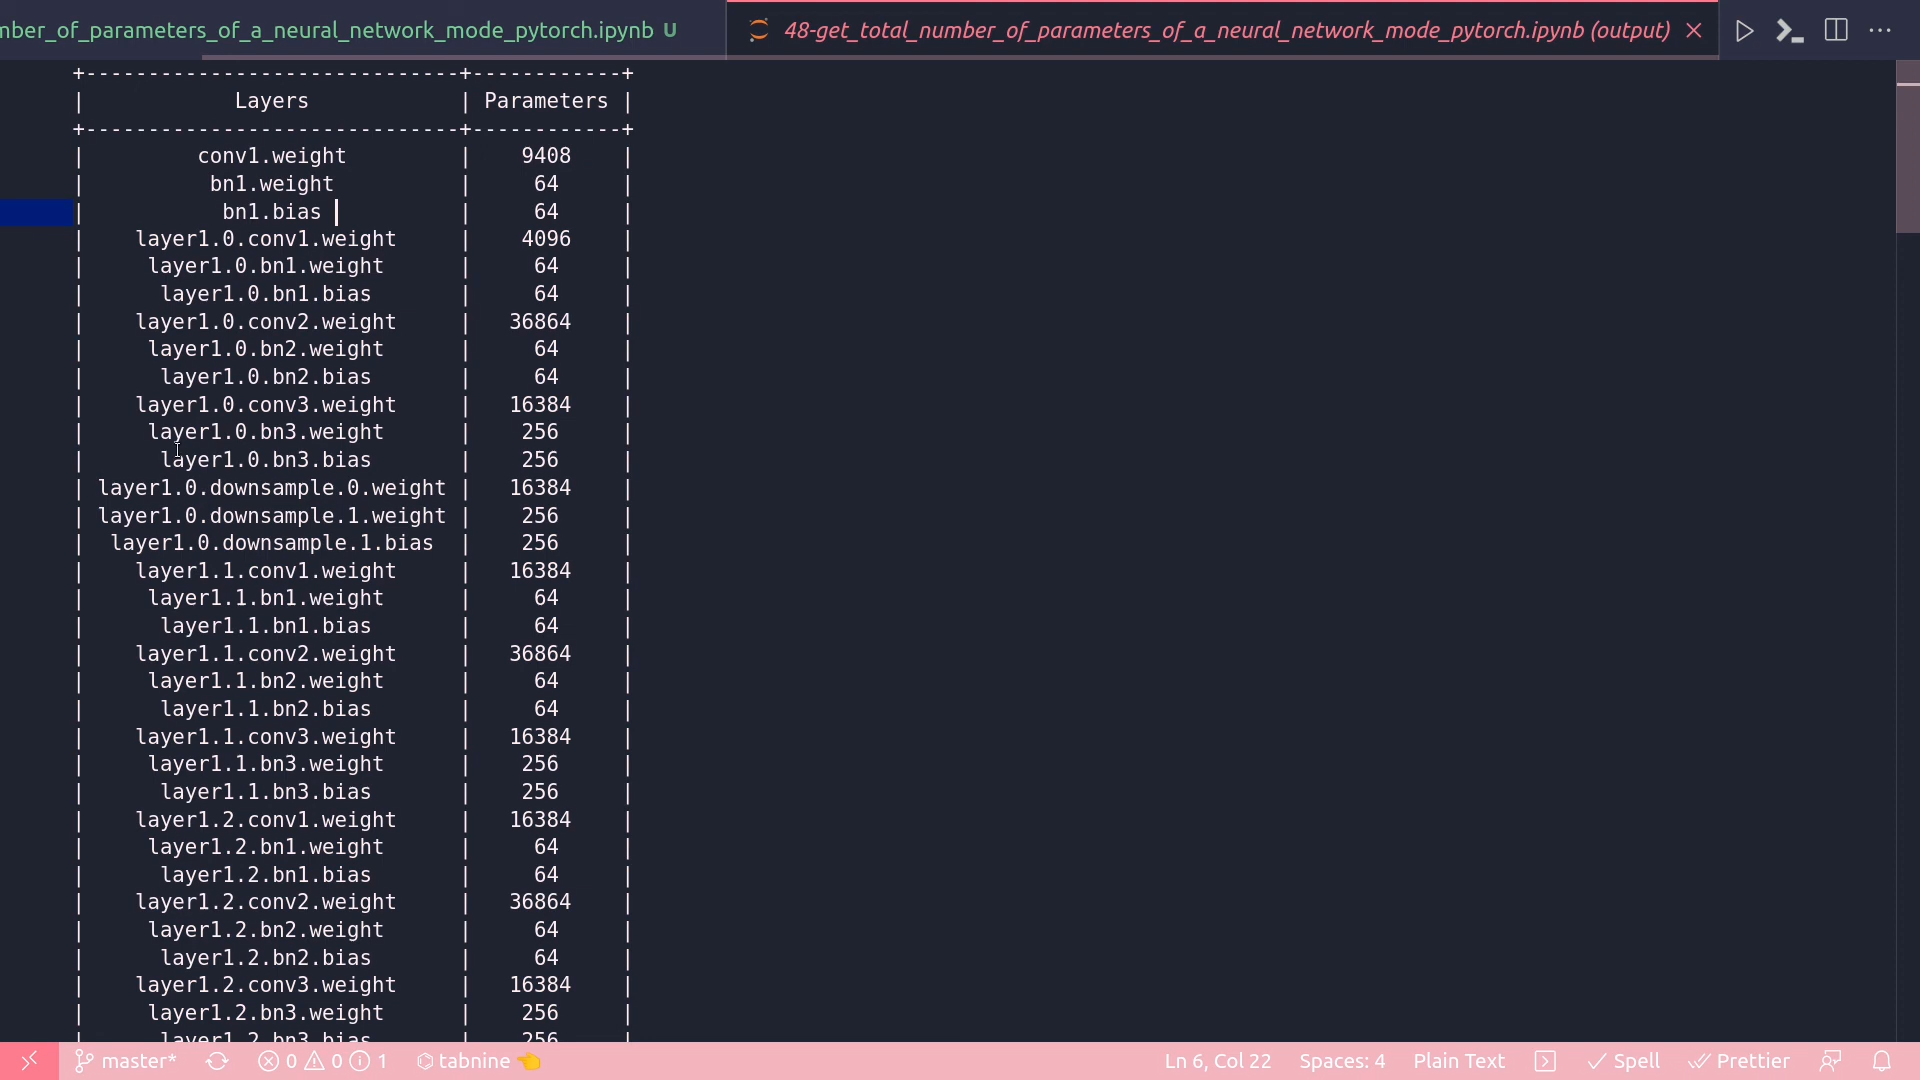 mber_of_parameters_of_a_neural_network_mode_pytorch.ipynb U
48-get_total_number_of_parameters_of_a_neural_network_mode_pytorch.ipynb (output)
+------------------------------+------------+
| Layers | Parameters |
+------------------------------+------------+
| conv1.weight | 9408 |
| bn1.weight | 64 |
| bn1.bias | 64 |
| layer1.0.conv1.weight | 4096 |
| layer1.0.bn1.weight | 64 |
| layer1.0.bn1.bias | 64 |
| layer1.0.conv2.weight | 36864 |
| layer1.0.bn2.weight | 64 |
| layer1.0.bn2.bias | 64 |
| layer1.0.conv3.weight | 16384 |
| layer1.0.bn3.weight | 256 |
| layer1.0.bn3.bias | 256 |
| layer1.0.downsample.0.weight | 16384 |
| layer1.0.downsample.1.weight | 256 |
| layer1.0.downsample.1.bias | 256 |
| layer1.1.conv1.weight | 16384 |
| layer1.1.bn1.weight | 64 |
| layer1.1.bn1.bias | 64 |
| layer1.1.conv2.weight | 36864 |
| layer1.1.bn2.weight | 64 |
| layer1.1.bn2.bias | 64 |
| layer1.1.conv3.weight | 16384 |
| layer1.1.bn3.weight | 256 |
| layer1.1.bn3.bias | 256 |
| layer1.2.conv1.weight | 16384 |
| layer1.2.bn1.weight | 64 |
| layer1.2.bn1.bias | 64 |
| layer1.2.conv2.weight | 36864 |
| layer1.2.bn2.weight | 64 |
| layer1.2.bn2.bias | 64 |
| layer1.2.conv3.weight | 16384 |
| layer1.2.bn3.weight | 256 |
| layer1.2.bn3.bias | 256 |
master* 0 0 1 tabnine Ln 6, Col 22 Spaces: 4 Plain Text Spell Prettier